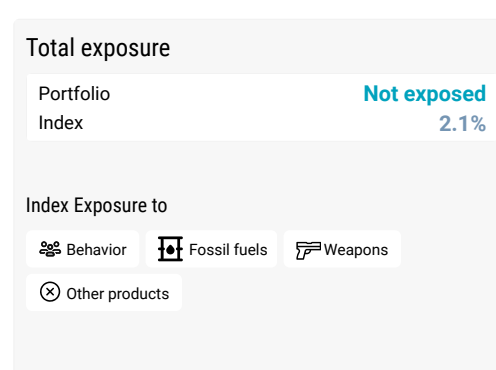 Total exposure
Portfolio Not exposed
Index 2.1%
Index Exposure to
Behavior Fossil fuels Weapons
Other products